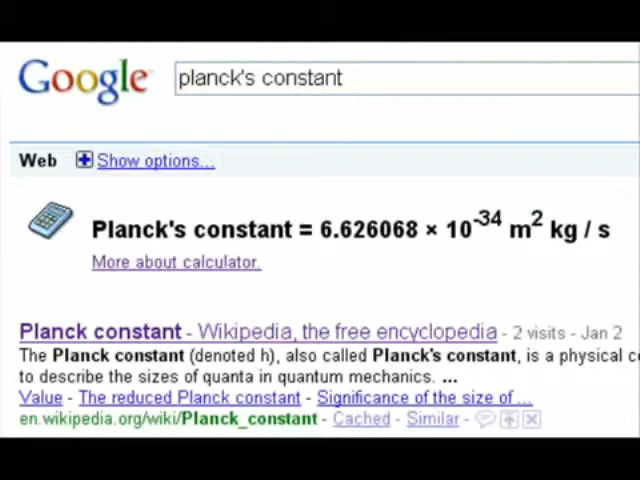 Google planck's constant
Web Show options...
Planck's constant = 6.626068 × 10-34 m2 kg / s
More about calculator.
Planck constant - Wikipedia, the free encyclopedia - 2 visits - Jan 2
The Planck constant (denoted h), also called Planck's constant, is a physical
to describe the sizes of quanta in quantum mechanics. ...
Value - The reduced Planck constant - Significance of the size of ...
en.wikipedia.org/wiki/Planck_constant - Cached - Similar -